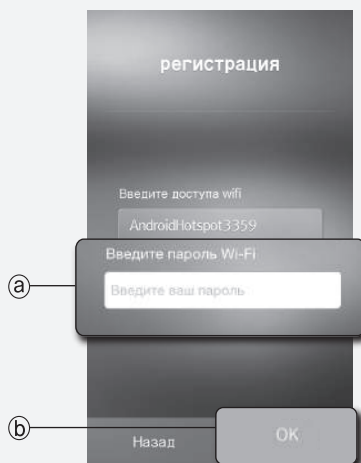 регистрация
Введите доступа wifi
AndroidHotspot3359
Введите пароль Wi-Fi
ⓐ
Введите ваш пароль
ⓑ
Назад
OK